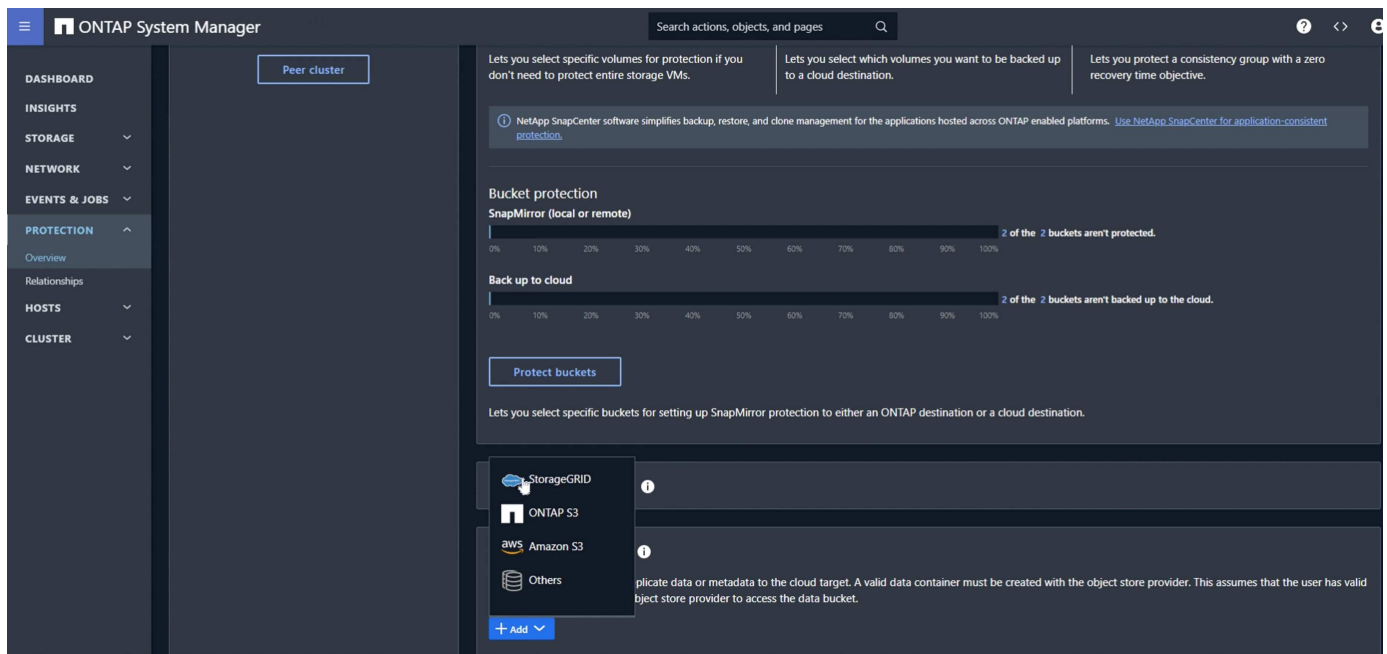 ONTAP System Manager
Search actions, objects, and pages
DASHBOARD
INSIGHTS
STORAGE
NETWORK
EVENTS & JOBS
PROTECTION
Overview
Relationships
HOSTS
CLUSTER
Peer cluster
Lets you select specific volumes for protection if you
don't need to protect entire storage VMs.
Lets you select which volumes you want to be backed up
to a cloud destination.
Lets you protect a consistency group with a zero
recovery time objective.
NetApp SnapCenter software simplifies backup, restore, and clone management for the applications hosted across ONTAP enabled platforms. Use NetApp SnapCenter for application-consistent
protection.
Bucket protection
SnapMirror (local or remote)
2 of the 2 buckets aren't protected.
0% 10% 20% 30% 40% 50% 60% 70% 80% 90% 100%
Back up to cloud
2 of the 2 buckets aren't backed up to the cloud.
0% 10% 20% 30% 40% 50% 60% 70% 80% 90% 100%
Protect buckets
Lets you select specific buckets for setting up SnapMirror protection to either an ONTAP destination or a cloud destination.
StorageGRID
ONTAP S3
aws Amazon S3
Others
plicate data or metadata to the cloud target. A valid data container must be created with the object store provider. This assumes that the user has valid
bject store provider to access the data bucket.
+ Add